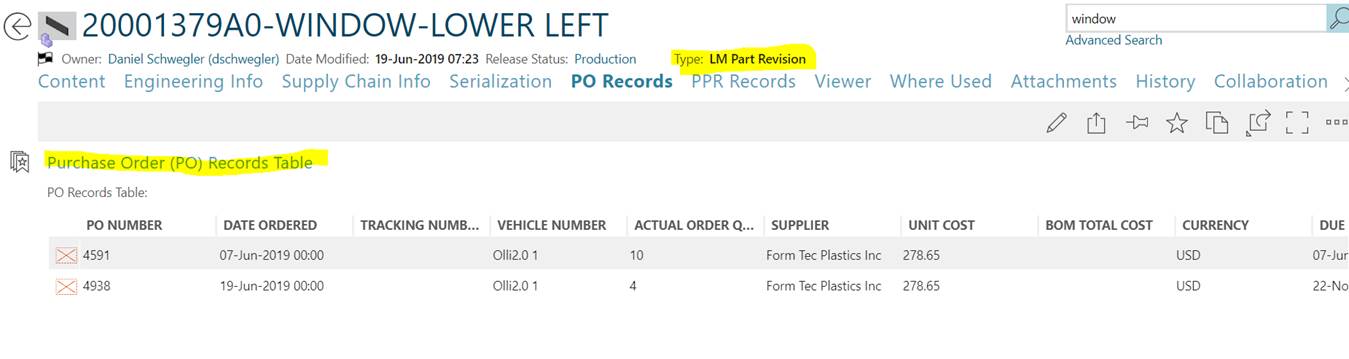 20001379A0-WINDOW-LOWER LEFT
window
Advanced Search
Owner: Daniel Schwegler (dschwegler) Date Modified: 19-Jun-2019 07:23 Release Status: Production Type: LM Part Revision
Content Engineering Info Supply Chain Info Serialization PO Records PPR Records Viewer Where Used Attachments History Collaboration
Purchase Order (PO) Records Table
PO Records Table:
PO NUMBER DATE ORDERED TRACKING NUMB... VEHICLE NUMBER ACTUAL ORDER Q... SUPPLIER UNIT COST BOM TOTAL COST CURRENCY DUE
4591 07-Jun-2019 00:00 Olli2.0 1 10 Form Tec Plastics Inc 278.65 USD 07-Jun
4938 19-Jun-2019 00:00 Olli2.0 1 4 Form Tec Plastics Inc 278.65 USD 22-No